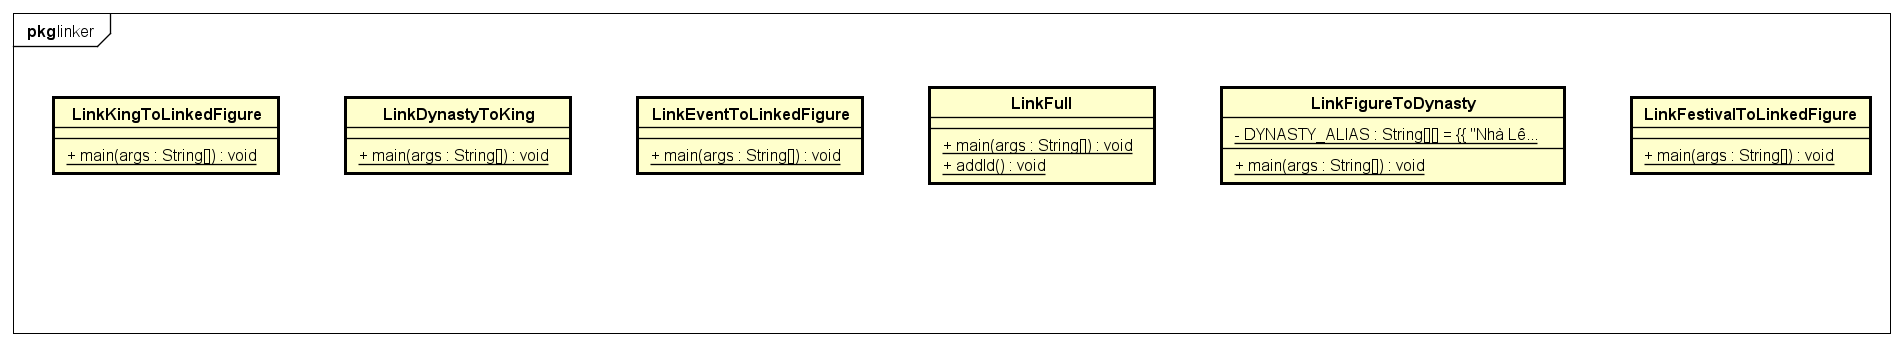 pkg linker
LinkKingToLinkedFigure
+ main(args : String[]) : void
LinkDynastyToKing
+ main(args : String[]) : void
LinkEventToLinkedFigure
+ main(args : String[]) : void
LinkFull
+ main(args : String[]) : void
+ addId() : void
LinkFigureToDynasty
- DYNASTY_ALIAS : String[][] = {{ "Nhà Lê...
+ main(args : String[]) : void
LinkFestivalToLinkedFigure
+ main(args : String[]) : void